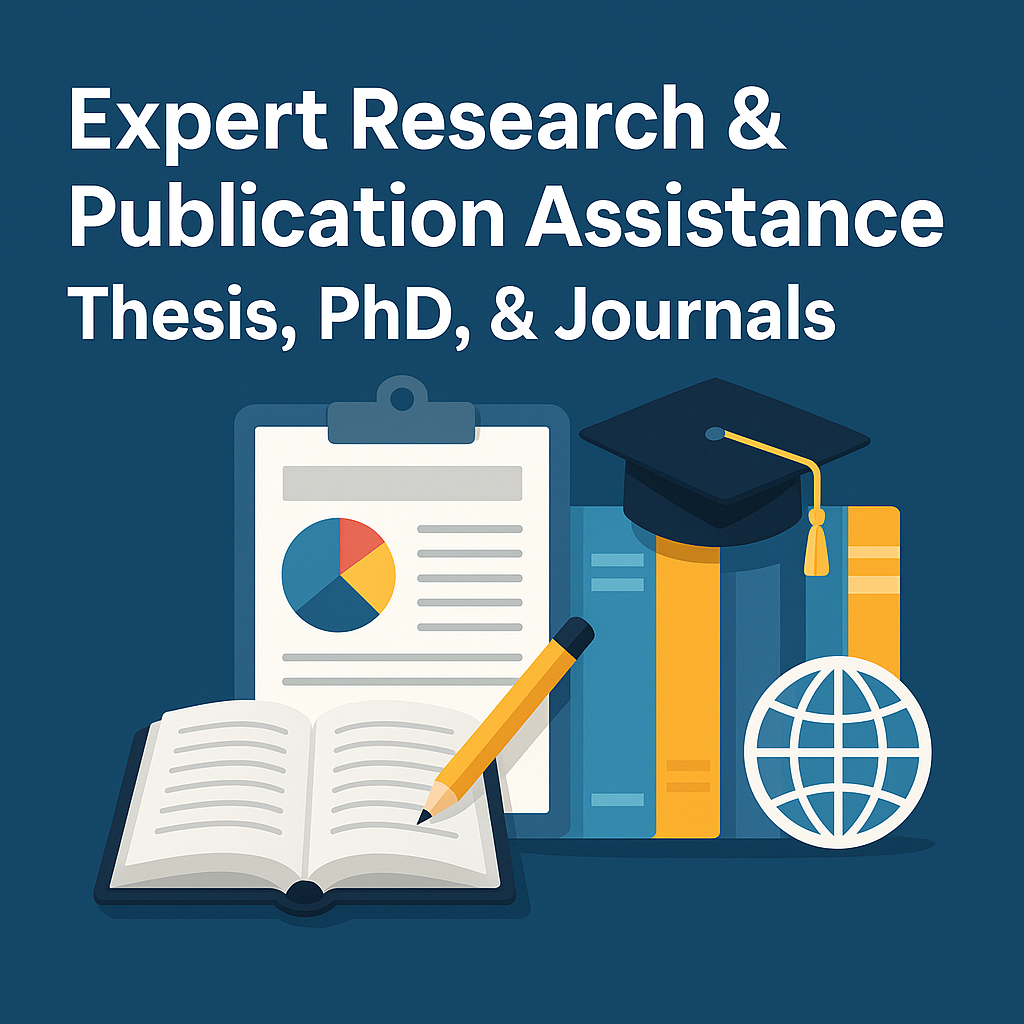 Expert Research &
Publication Assistance
Thesis, PhD, & Journals